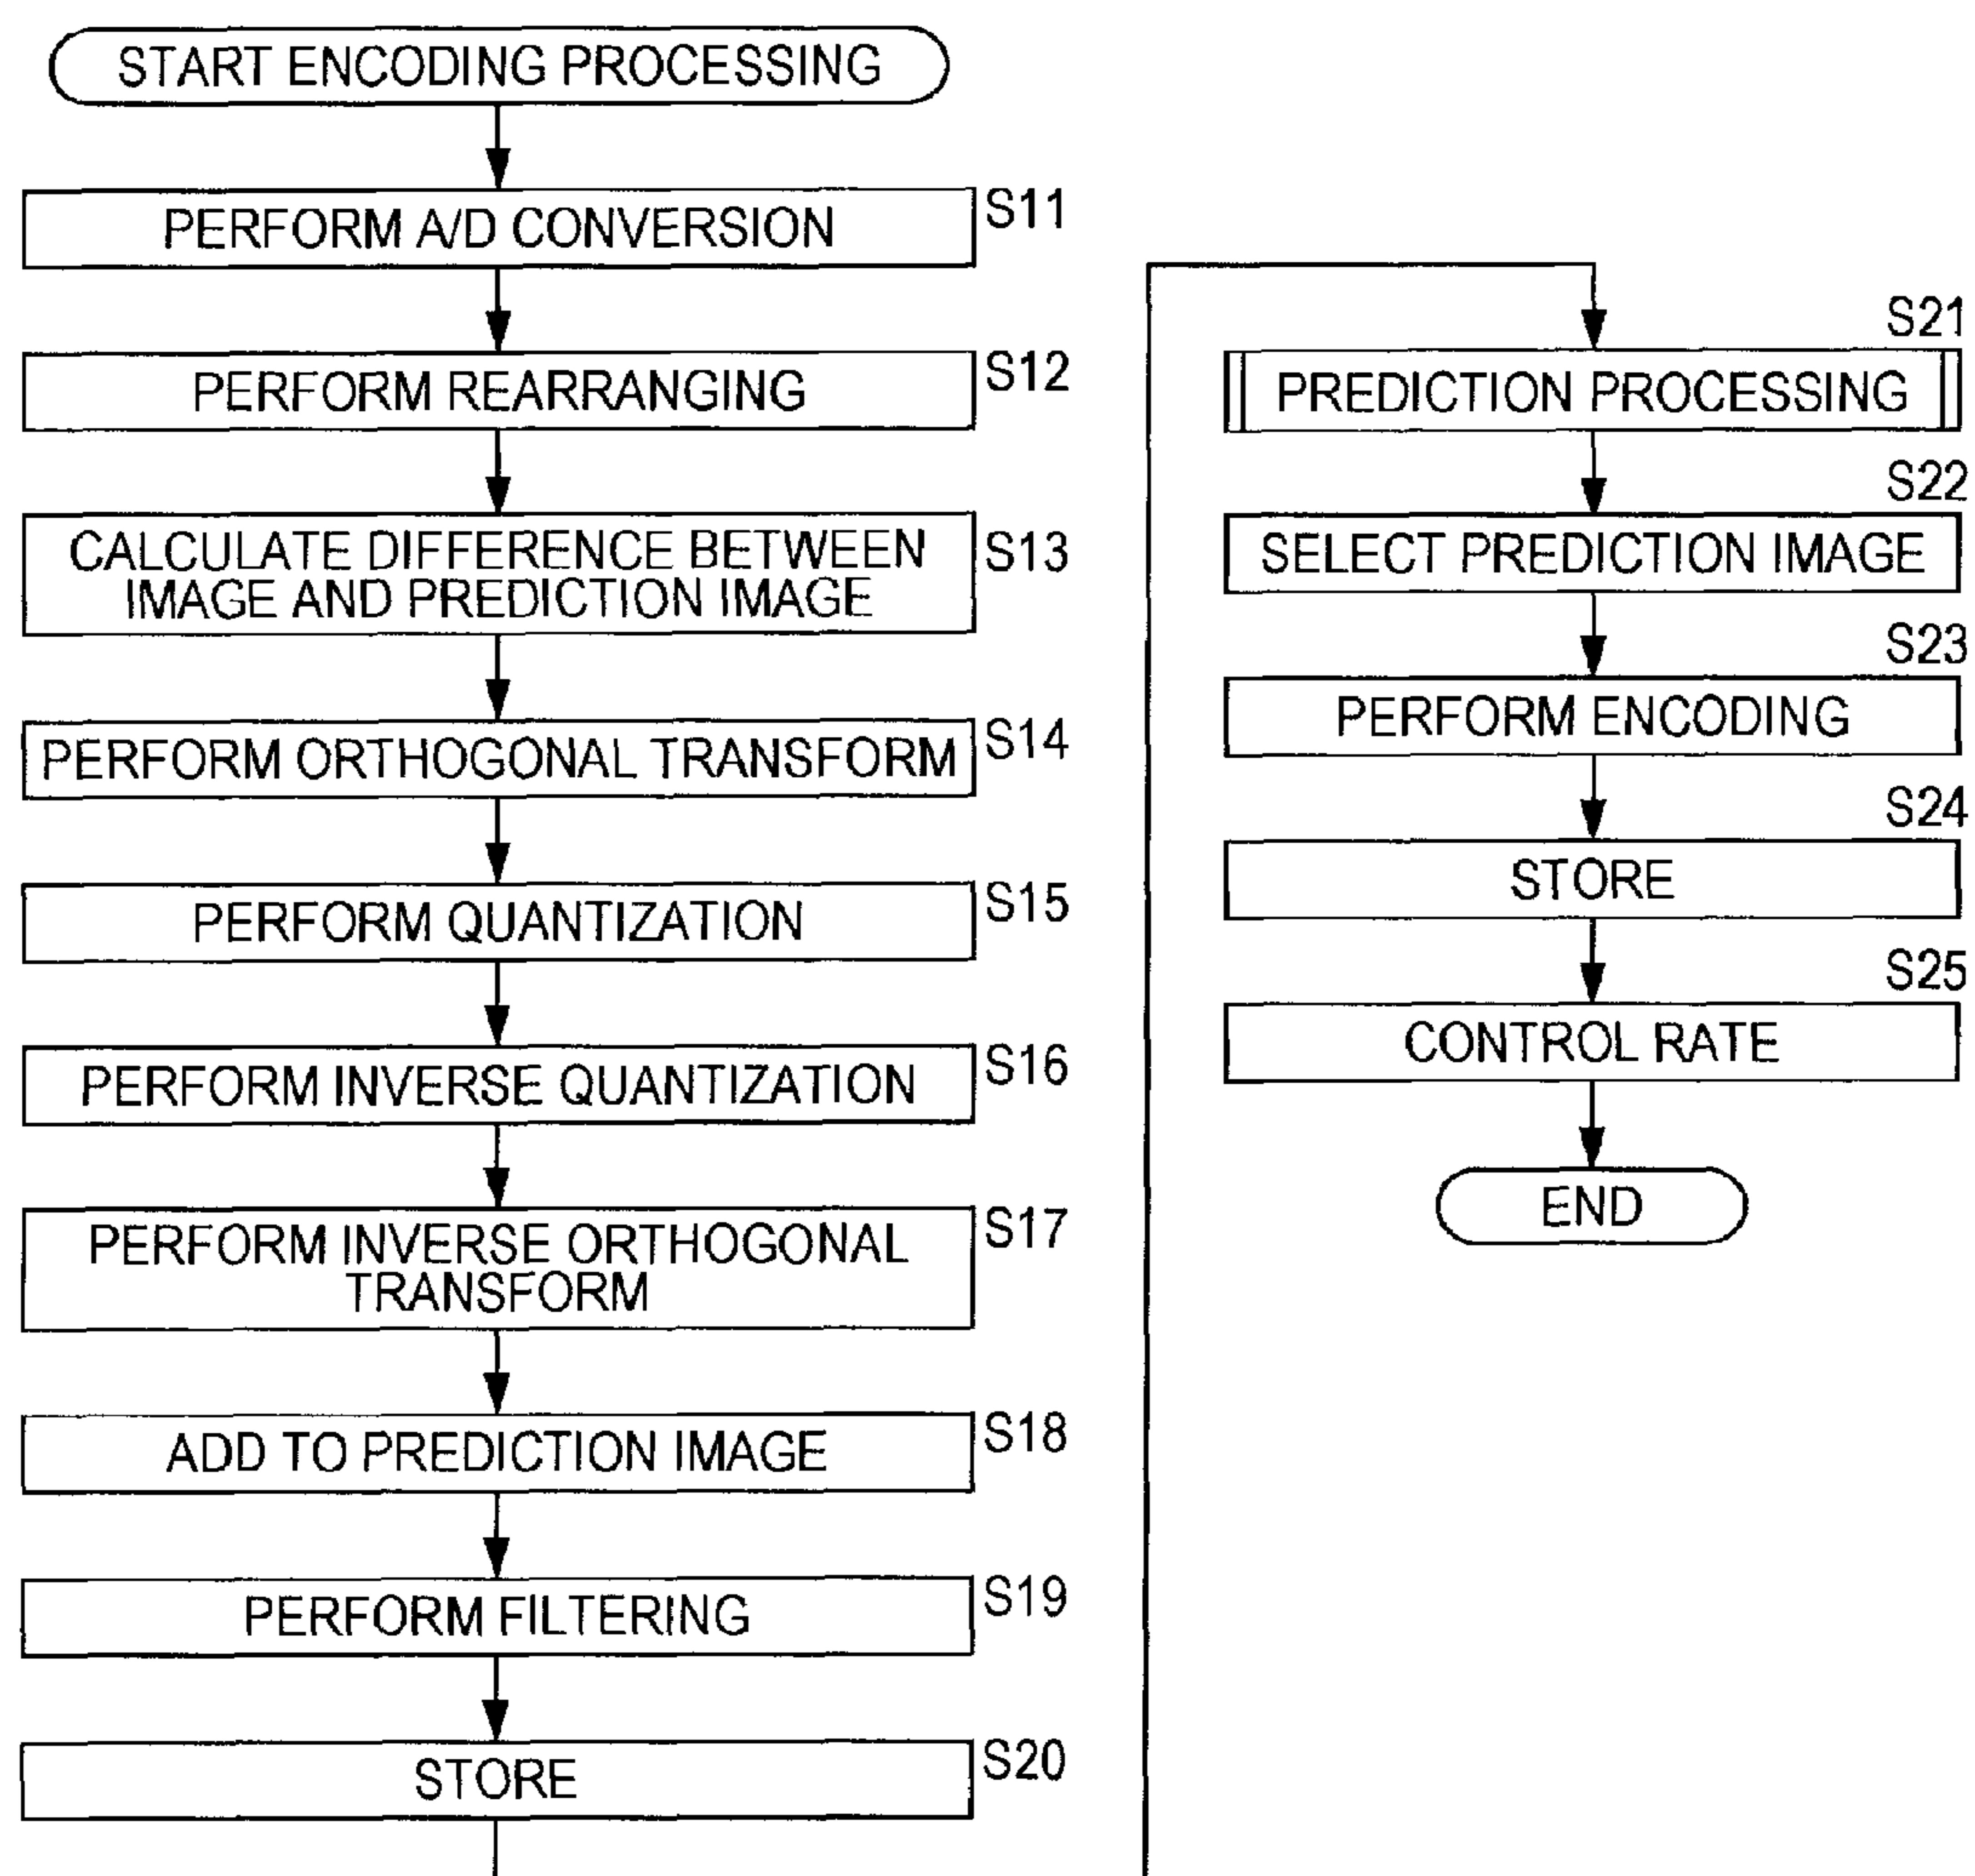 START ENCODING PROCESSING
PERFORM A/D CONVERSION
S11
PERFORM REARRANGING
S12
CALCULATE DIFFERENCE BETWEEN
IMAGE AND PREDICTION IMAGE
S13
PERFORM ORTHOGONAL TRANSFORM
S14
PERFORM QUANTIZATION
S15
PERFORM INVERSE QUANTIZATION
S16
PERFORM INVERSE ORTHOGONAL
TRANSFORM
S17
ADD TO PREDICTION IMAGE
S18
PERFORM FILTERING
S19
STORE
S20
S21
PREDICTION PROCESSING
S22
SELECT PREDICTION IMAGE
S23
PERFORM ENCODING
S24
STORE
S25
CONTROL RATE
END